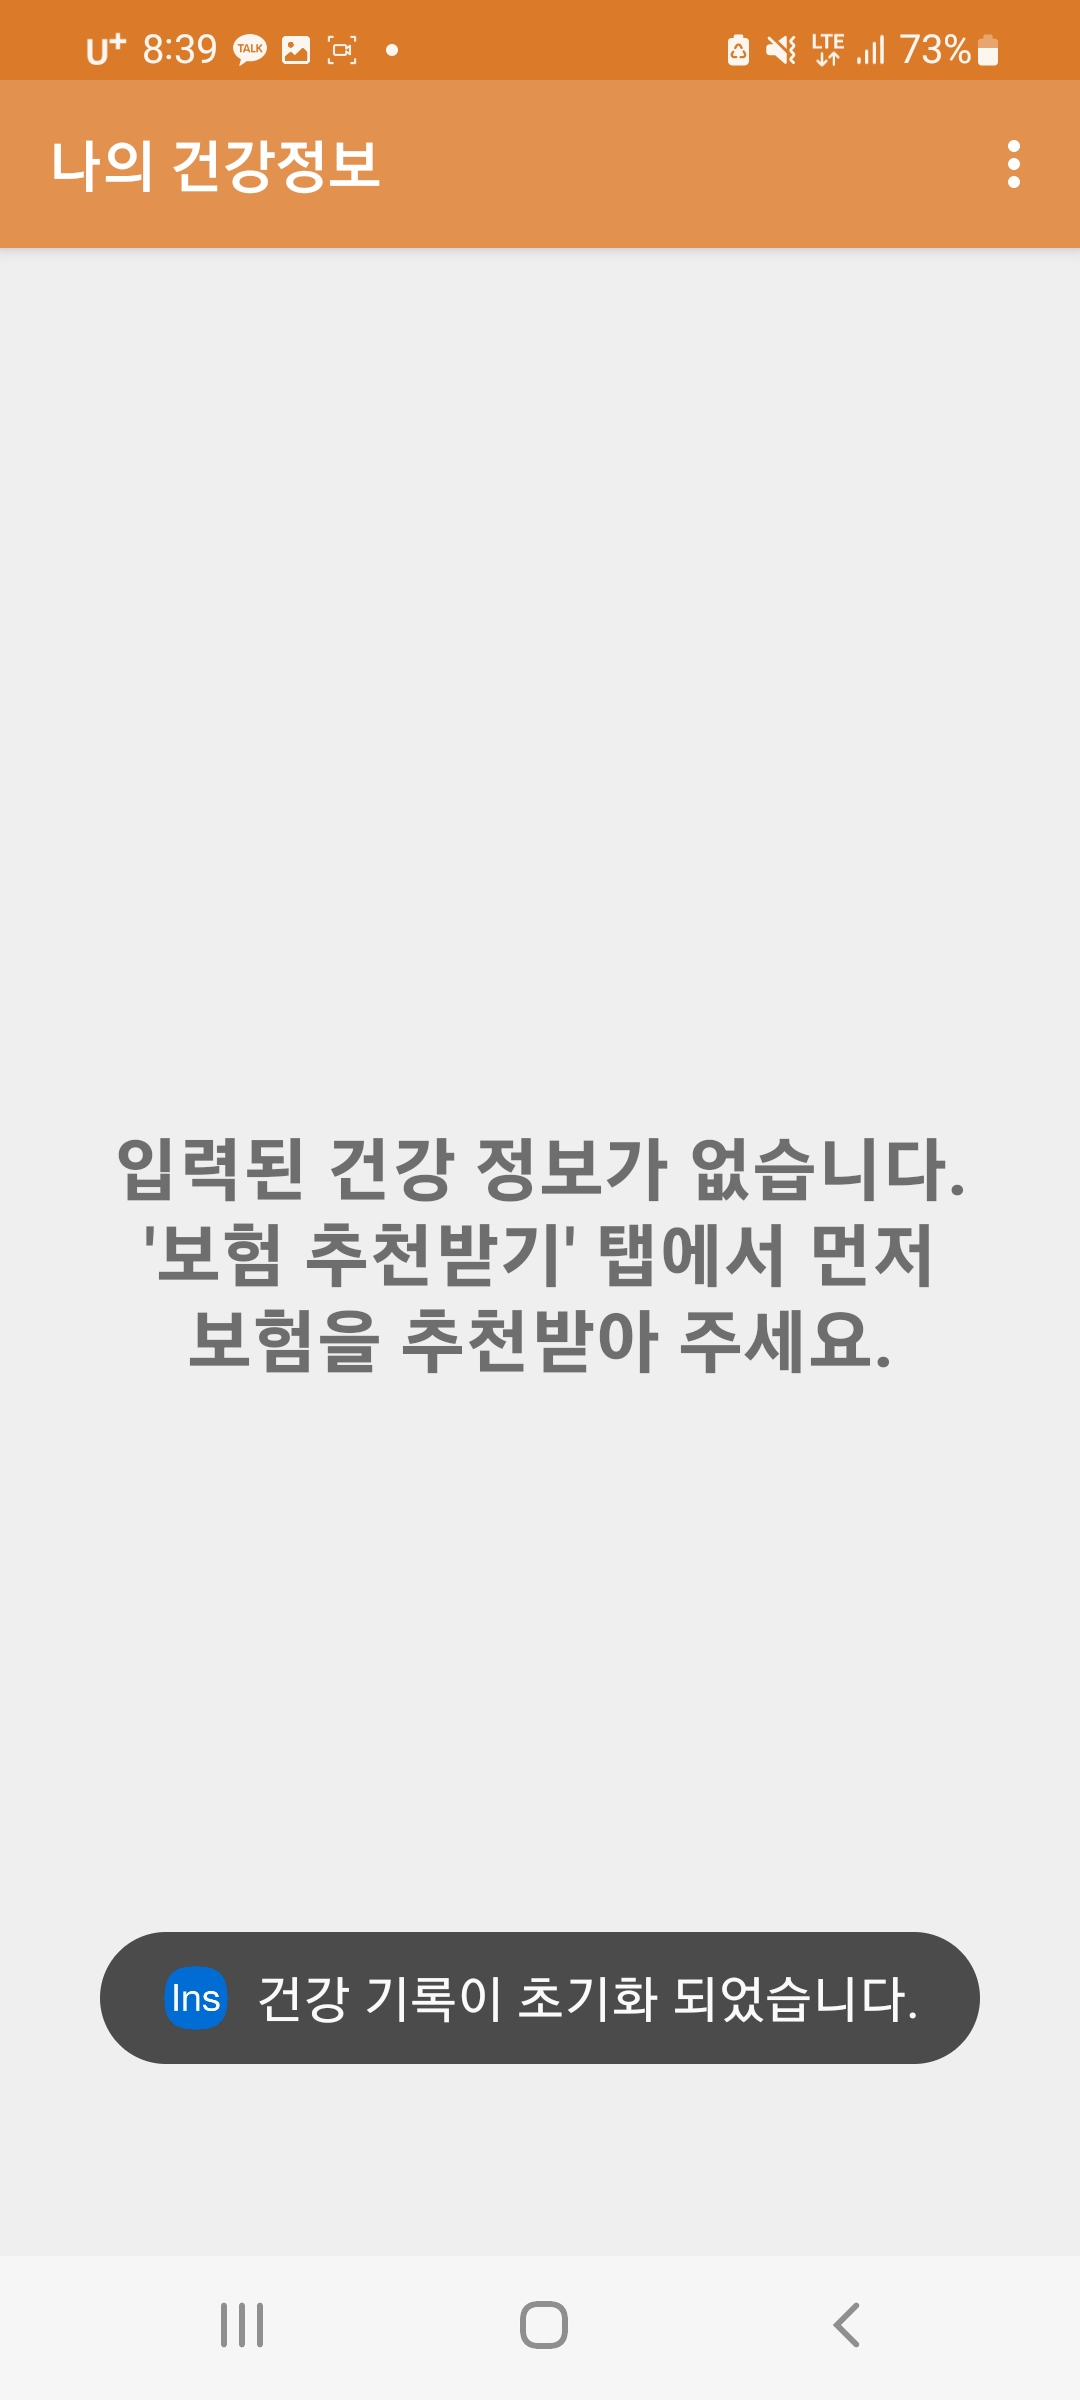 U+ 8:39 TALK LTE 73%
나의 건강정보
입력된 건강 정보가 없습니다.
'보험 추천받기' 탭에서 먼저
보험을 추천받아 주세요.
Ins 건강 기록이 초기화 되었습니다.